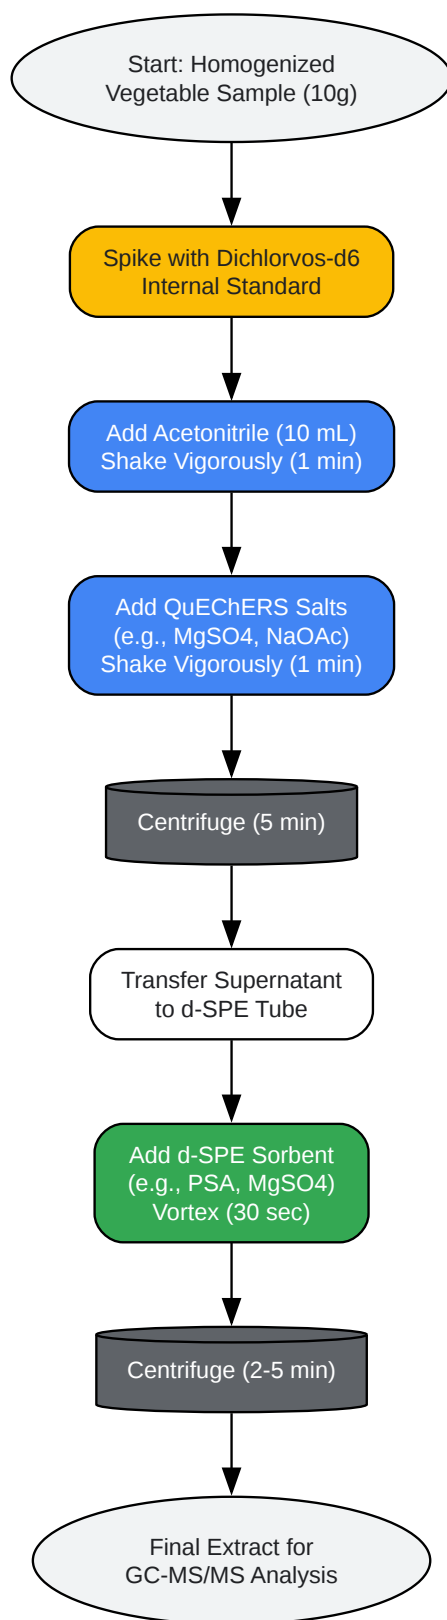 Start: Homogenized
Vegetable Sample (10g)
Spike with Dichlorvos-d6
Internal Standard
Add Acetonitrile (10 mL)
Shake Vigorously (1 min)
Add QuEChERS Salts
(e.g., MgSO4, NaOAc)
Shake Vigorously (1 min)
Centrifuge (5 min)
Transfer Supernatant
to d-SPE Tube
Add d-SPE Sorbent
(e.g., PSA, MgSO4)
Vortex (30 sec)
Centrifuge (2-5 min)
Final Extract for
GC-MS/MS Analysis